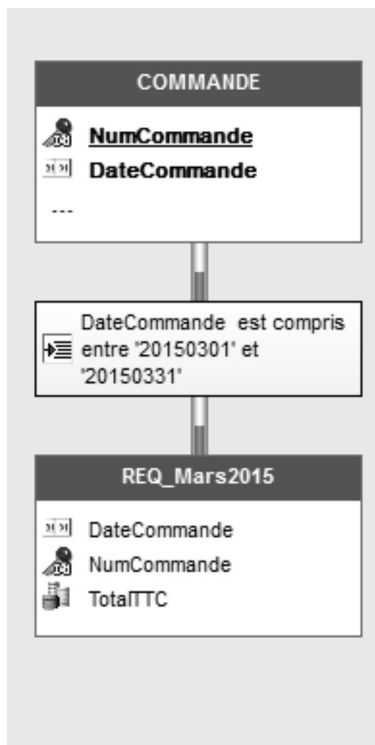 COMMANDE
NumCommande
DateCommande
---
DateCommande est compris
entre '20150301' et
'20150331'
REQ_Mars2015
DateCommande
NumCommande
TotalTTC